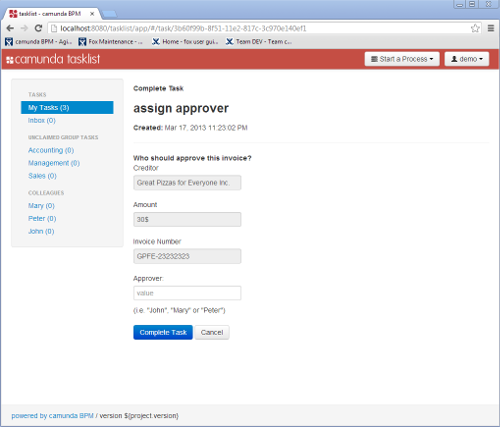 tasklist - camunda BPM
localhost:8080/tasklist/app/#/task/3b60f99b-8f51-11e2-817c-3c970e140ef1
camunda BPM - Agi... Fox Maintenance - ... Home - fox user gui... Team DEV - Team c...
camunda tasklist Start a Process demo
TASKS
My Tasks (3)
Inbox (0)
UNCLAIMED GROUP TASKS
Accounting (0)
Management (0)
Sales (0)
COLLEAGUES
Mary (0)
Peter (0)
John (0)
Complete Task
assign approver
Created: Mar 17, 2013 11:23:02 PM
Who should approve this invoice?
Creditor
Great Pizzas for Everyone Inc.
Amount
30$
Invoice Number
GPFE-23232323
Approver:
value
(i.e. "John", "Mary" or "Peter")
Complete Task Cancel
powered by camunda BPM / version ${project.version}